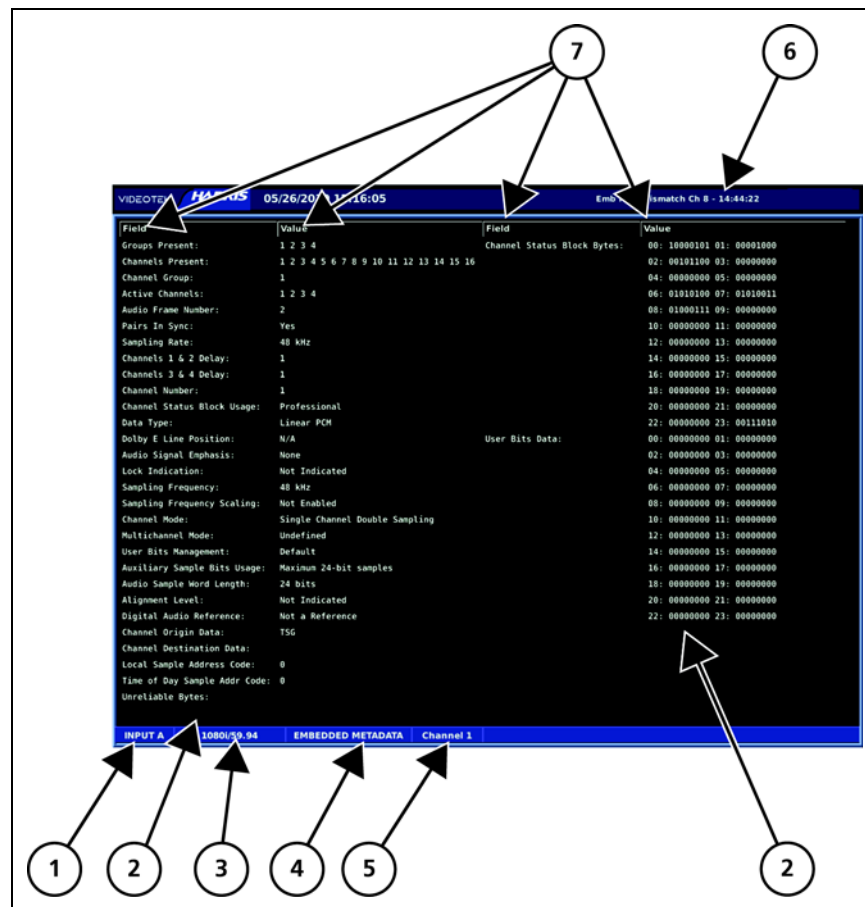 7 6
VIDEOTEK HARRIS 05/26/20 16:05 Emb ismatch Ch 8 - 14:44:22
Field Value Field Value
Groups Present: 1 2 3 4 Channel Status Block Bytes: 00: 10000101 01: 00001000
Channels Present: 1 2 3 4 5 6 7 8 9 10 11 12 13 14 15 16 02: 00101100 03: 00000000
Channel Group: 1 04: 00000000 05: 00000000
Active Channels: 1 2 3 4 06: 01010100 07: 01010011
Audio Frame Number: 2 08: 01000111 09: 00000000
Pairs In Sync: Yes 10: 00000000 11: 00000000
Sampling Rate: 48 kHz 12: 00000000 13: 00000000
Channels 1 & 2 Delay: 1 14: 00000000 15: 00000000
Channels 3 & 4 Delay: 1 16: 00000000 17: 00000000
Channel Number: 1 18: 00000000 19: 00000000
Channel Status Block Usage: Professional 20: 00000000 21: 00000000
Data Type: Linear PCM 22: 00000000 23: 00111010
Dolby E Line Position: N/A User Bits Data: 00: 00000000 01: 00000000
Audio Signal Emphasis: None 02: 00000000 03: 00000000
Lock Indication: Not Indicated 04: 00000000 05: 00000000
Sampling Frequency: 48 kHz 06: 00000000 07: 00000000
Sampling Frequency Scaling: Not Enabled 08: 00000000 09: 00000000
Channel Mode: Single Channel Double Sampling 10: 00000000 11: 00000000
Multichannel Mode: Undefined 12: 00000000 13: 00000000
User Bits Management: Default 14: 00000000 15: 00000000
Auxiliary Sample Bits Usage: Maximum 24-bit samples 16: 00000000 17: 00000000
Audio Sample Word Length: 24 bits 18: 00000000 19: 00000000
Alignment Level: Not Indicated 20: 00000000 21: 00000000
Digital Audio Reference: Not a Reference 22: 00000000 23: 00000000
Channel Origin Data: TSG
Channel Destination Data:
Local Sample Address Code: 0
Time of Day Sample Addr Code: 0
Unreliable Bytes:
INPUT A 1080i/59.94 EMBEDDED METADATA Channel 1
1 2 3 4 5 2